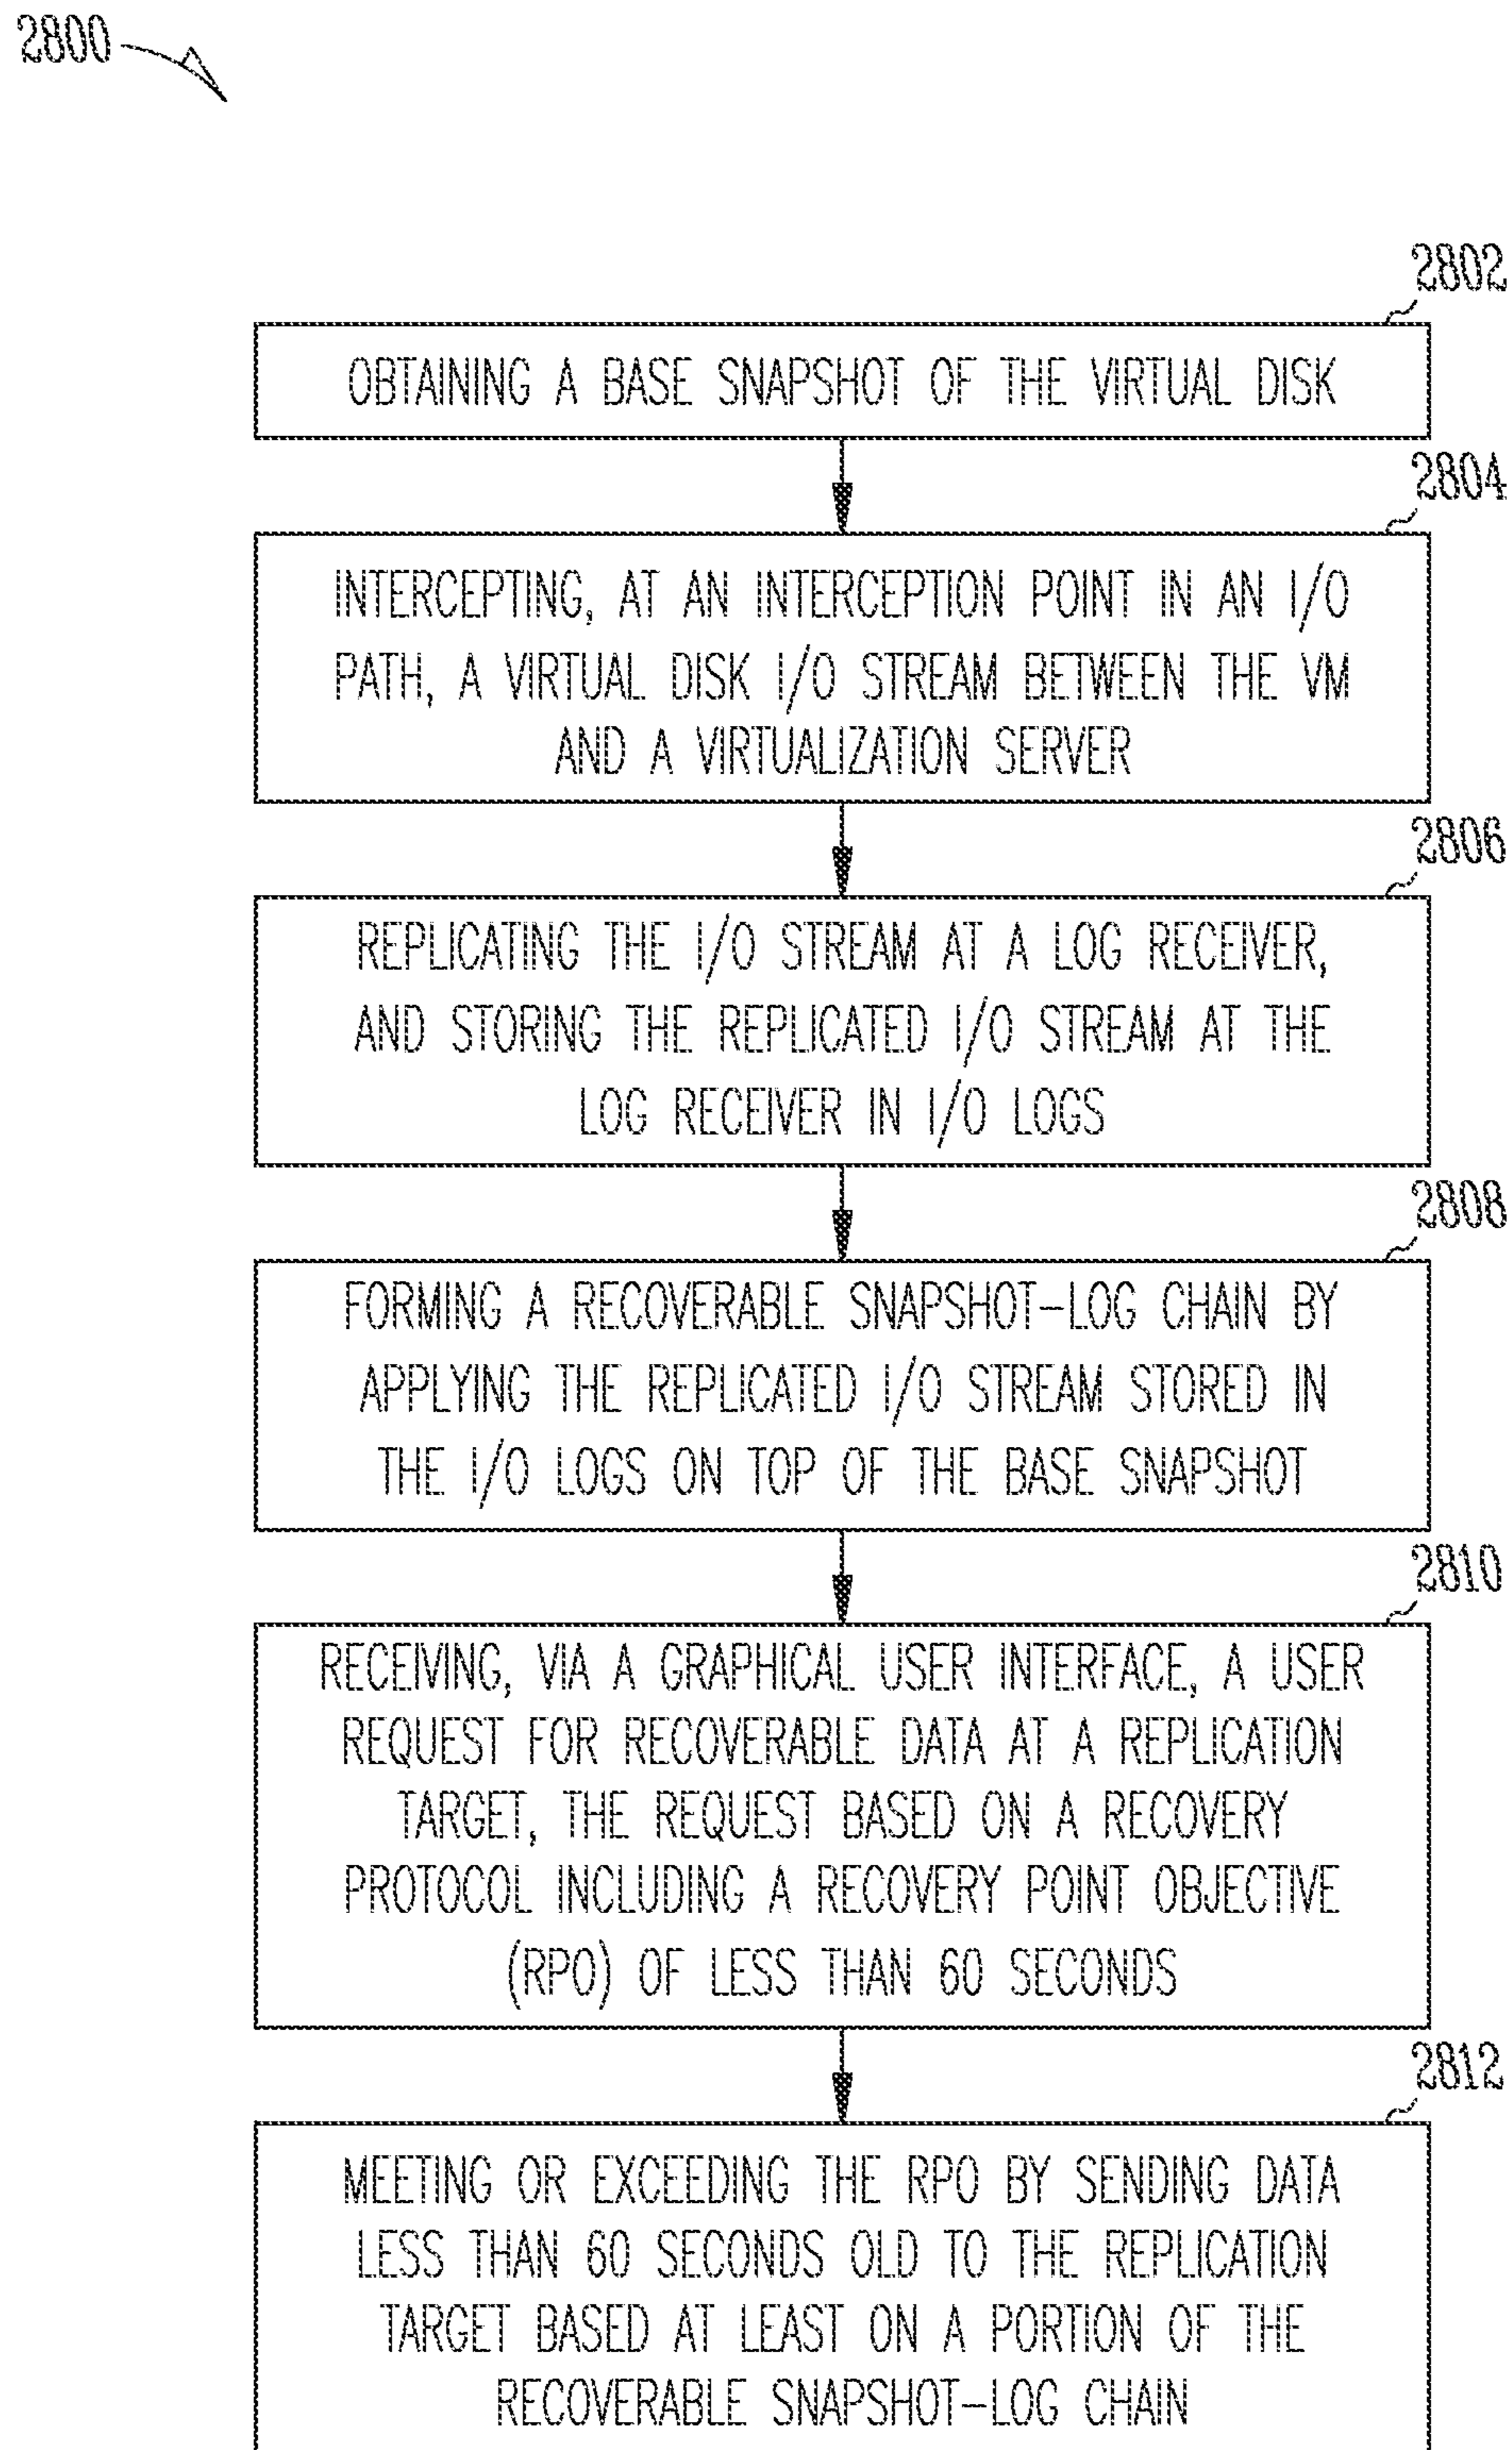 2800
2802
OBTAINING A BASE SNAPSHOT OF THE VIRTUAL DISK
2804
INTERCEPTING, AT AN INTERCEPTION POINT IN AN I/O
PATH, A VIRTUAL DISK I/O STREAM BETWEEN THE VM
AND A VIRTUALIZATION SERVER
2806
REPLICATING THE I/O STREAM AT A LOG RECEIVER,
AND STORING THE REPLICATED I/O STREAM AT THE
LOG RECEIVER IN I/O LOGS
2808
FORMING A RECOVERABLE SNAPSHOT-LOG CHAIN BY
APPLYING THE REPLICATED I/O STREAM STORED IN
THE I/O LOGS ON TOP OF THE BASE SNAPSHOT
2810
RECEIVING, VIA A GRAPHICAL USER INTERFACE, A USER
REQUEST FOR RECOVERABLE DATA AT A REPLICATION
TARGET, THE REQUEST BASED ON A RECOVERY
PROTOCOL INCLUDING A RECOVERY POINT OBJECTIVE
(RPO) OF LESS THAN 60 SECONDS
2812
MEETING OR EXCEEDING THE RPO BY SENDING DATA
LESS THAN 60 SECONDS OLD TO THE REPLICATION
TARGET BASED AT LEAST ON A PORTION OF THE
RECOVERABLE SNAPSHOT-LOG CHAIN